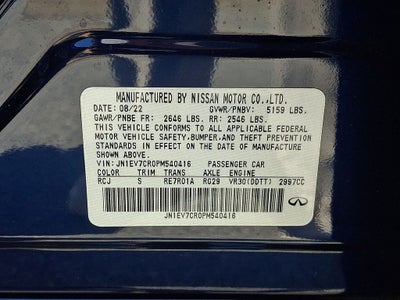 MANUFACTURED BY NISSAN MOTOR CO.,LTD.
DATE: 08/22 GVWR/PNBV: 5159 LBS.
GAWR/PNBE FR: 2646 LBS. RR: 2546 LBS.
THIS VEHICLE CONFORMS TO ALL APPLICABLE FEDERAL
MOTOR VEHICLE SAFETY,BUMPER,AND THEFT PREVENTION
STANDARDS IN EFFECT ON THE DATE OF
MANUFACTURE SHOWN ABOVE.
VIN: JN1EV7CR0PM540416 PASSENGER CAR
COLOR TRIM TRANS AXLE ENGINE
RCJ S RE7R01A RG29 VR30(DDTT) 2997CC
JN1EV7CR0PM540416